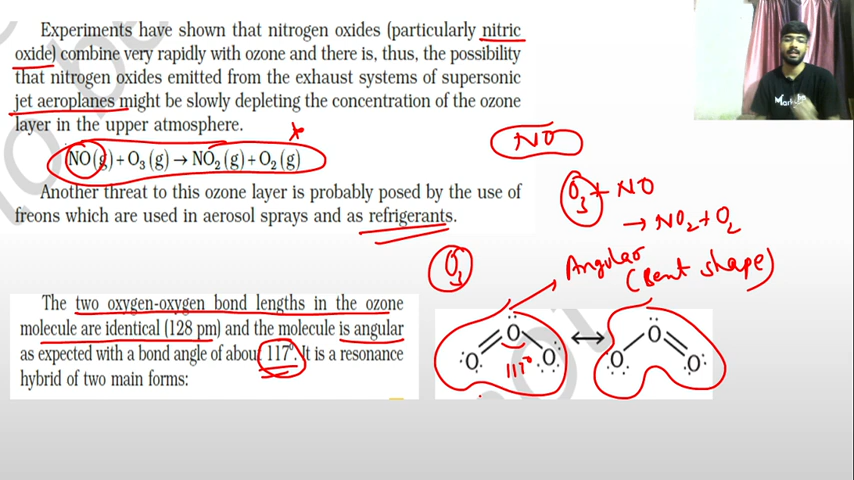 Experiments have shown that nitrogen oxides (particularly nitric
oxide) combine very rapidly with ozone and there is, thus, the possibility
that nitrogen oxides emitted from the exhaust systems of supersonic
jet aeroplanes might be slowly depleting the concentration of the ozone
layer in the upper atmosphere.
NO(g) + O₃(g) → NO₂(g) + O₂(g)
NO
Another threat to this ozone layer is probably posed by the use of
freons which are used in aerosol sprays and as refrigerants.
O₃ + NO
→ NO₂ + O₂
O₃
Angular
(Bent shape)
The two oxygen-oxygen bond lengths in the ozone
molecule are identical (128 pm) and the molecule is angular
as expected with a bond angle of abou 117°. It is a resonance
hybrid of two main forms:
O O O ↔ O O O
117°